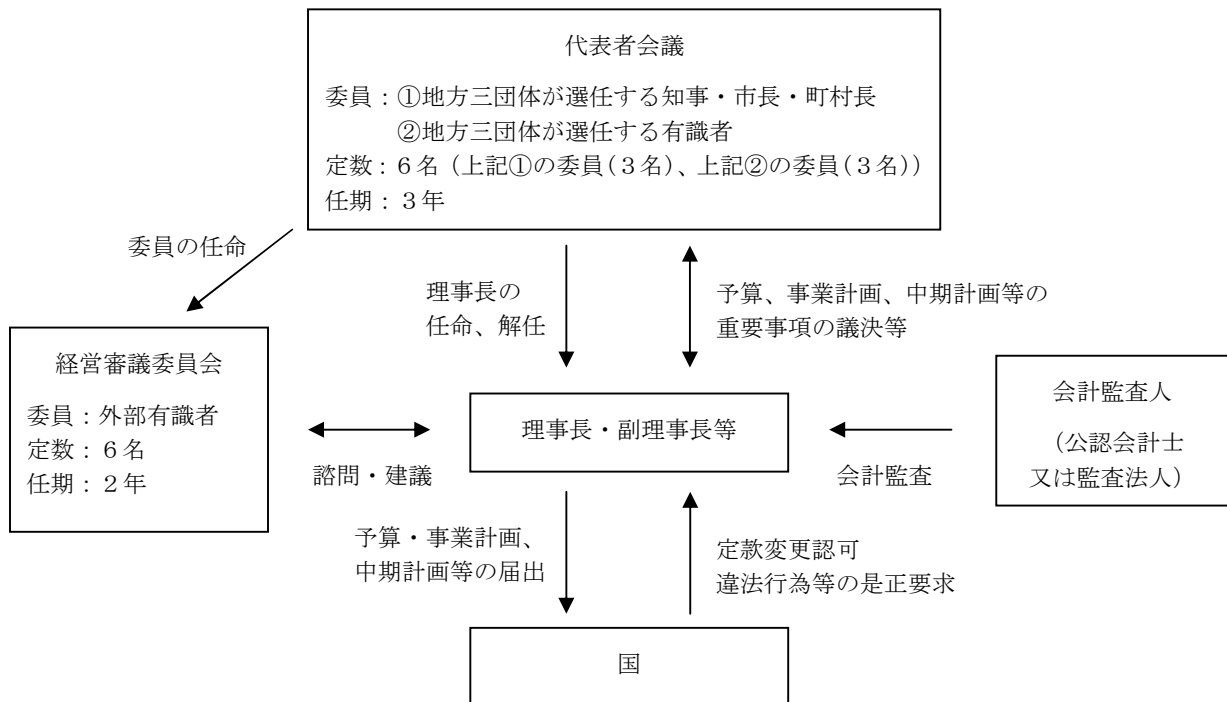 代表者会議
委員：①地方三団体が選任する知事・市長・町村長
②地方三団体が選任する有識者
定数：６名（上記①の委員(３名)、上記②の委員(３名)）
任期：３年
委員の任命
理事長の
任命、解任
予算、事業計画、中期計画等の
重要事項の議決等
経営審議委員会
委員：外部有識者
定数：６名
任期：２年
諮問・建議
理事長・副理事長等
会計監査
会計監査人
（公認会計士
又は監査法人）
予算・事業計画、
中期計画等の届出
定款変更認可
違法行為等の是正要求
国